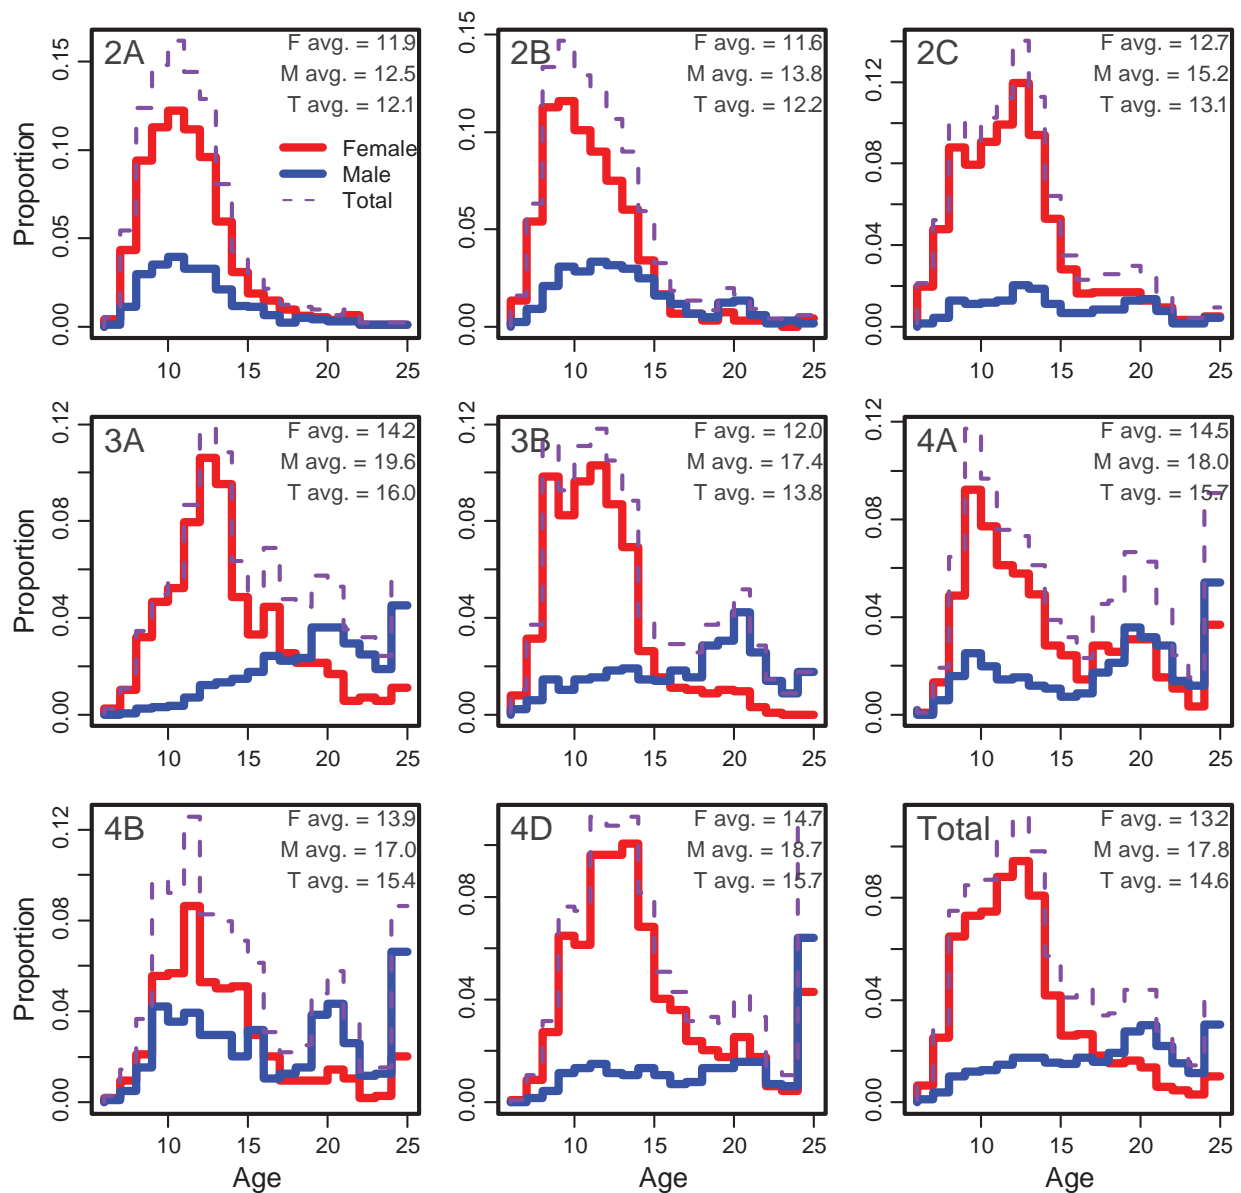 2A
F avg. = 11.9
M avg. = 12.5
T avg. = 12.1
Female
Male
Total
Proportion
0.00 0.05 0.10 0.15
10 15 20 25
2B
F avg. = 11.6
M avg. = 13.8
T avg. = 12.2
0.00 0.05 0.10 0.15
10 15 20 25
2C
F avg. = 12.7
M avg. = 15.2
T avg. = 13.1
0.00 0.04 0.08 0.12
10 15 20 25
3A
F avg. = 14.2
M avg. = 19.6
T avg. = 16.0
Proportion
0.00 0.04 0.08 0.12
10 15 20 25
3B
F avg. = 12.0
M avg. = 17.4
T avg. = 13.8
0.00 0.04 0.08 0.12
10 15 20 25
4A
F avg. = 14.5
M avg. = 18.0
T avg. = 15.7
0.00 0.04 0.08 0.12
10 15 20 25
4B
F avg. = 13.9
M avg. = 17.0
T avg. = 15.4
Proportion
0.00 0.04 0.08 0.12
10 15 20 25
Age
4D
F avg. = 14.7
M avg. = 18.7
T avg. = 15.7
0.00 0.04 0.08
10 15 20 25
Age
Total
F avg. = 13.2
M avg. = 17.8
T avg. = 14.6
0.00 0.04 0.08
10 15 20 25
Age